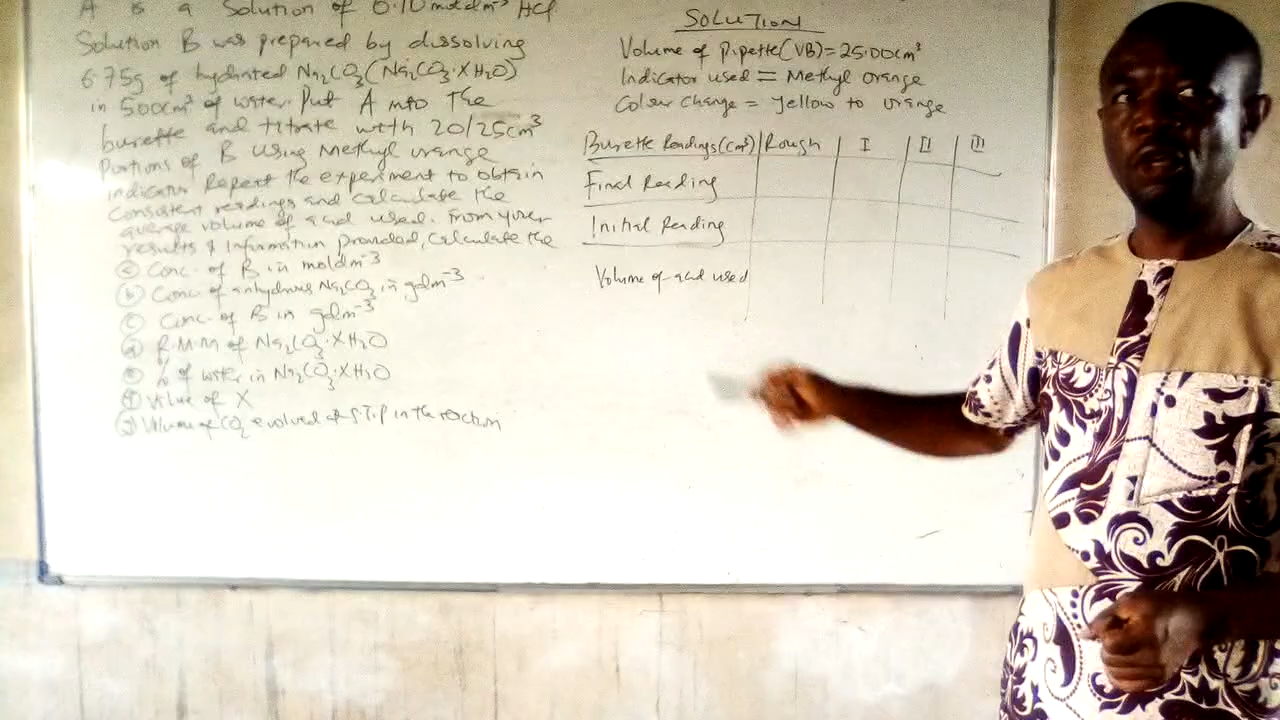 A is a Solution of 0.10 moldm⁻³ HCl
Solution B was prepared by dissolving
6.75g of hydrated Na₂CO₃(Na₂CO₃.XH₂O)
in 500cm³ of water. Put A into the
burette and titrate with 20/25cm³
Portions of B Using Methyl orange
indicator Repeat the experiment to obtain
Consistent readings and calculate the
average volume of acid used. From your
results & Information provided, Calculate the
(a) Conc. of B in moldm⁻³
(b) Conc. of anhydrous Na₂CO₃ in gdm⁻³
(c) Conc. of B in gdm⁻³
(d) R.M.M of Na₂CO₃.XH₂O
(e) % of water in Na₂CO₃.XH₂O
(f) Value of X
(g) Volume of CO₂ evolved at S.T.P in the reaction
SOLUTION
Volume of Pipette(VB)=25.00cm³
Indicator used = Methyl orange
Colour Change = Yellow to orange
Burette Readings(cm³) Rough I II III
Final Reading
Initial Reading
Volume of acid used